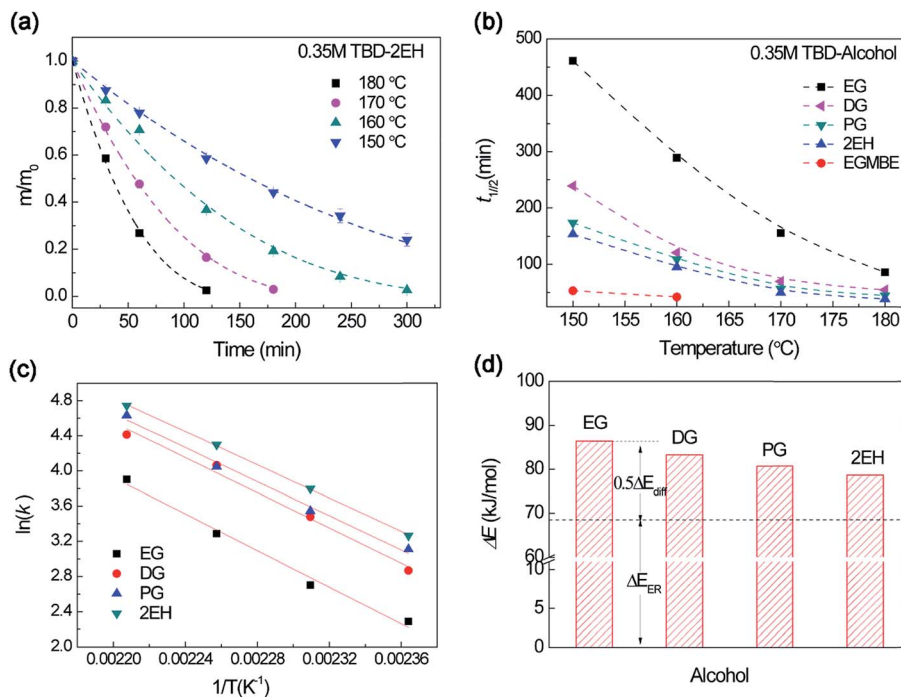 (a)
0.35M TBD-2EH
180 °C
170 °C
160 °C
150 °C
m/m0
1.0
0.8
0.6
0.4
0.2
0.0
0 50 100 150 200 250 300
Time (min)
(b)
0.35M TBD-Alcohol
EG
DG
PG
2EH
EGMBE
t1//2(min)
500
400
300
200
100
150 155 160 165 170 175 180
Temperature (°C)
(c)
ln(k)
4.8
4.4
4.0
3.6
3.2
2.8
2.4
2.0
EG
DG
PG
2EH
0.00220 0.00224 0.00228 0.00232 0.00236
1/T(K-1)
(d)
ΔE (kJ/mol)
100
90
80
70
60
10
5
0
EG
DG
PG
2EH
0.5ΔEdiff
ΔEER
Alcohol